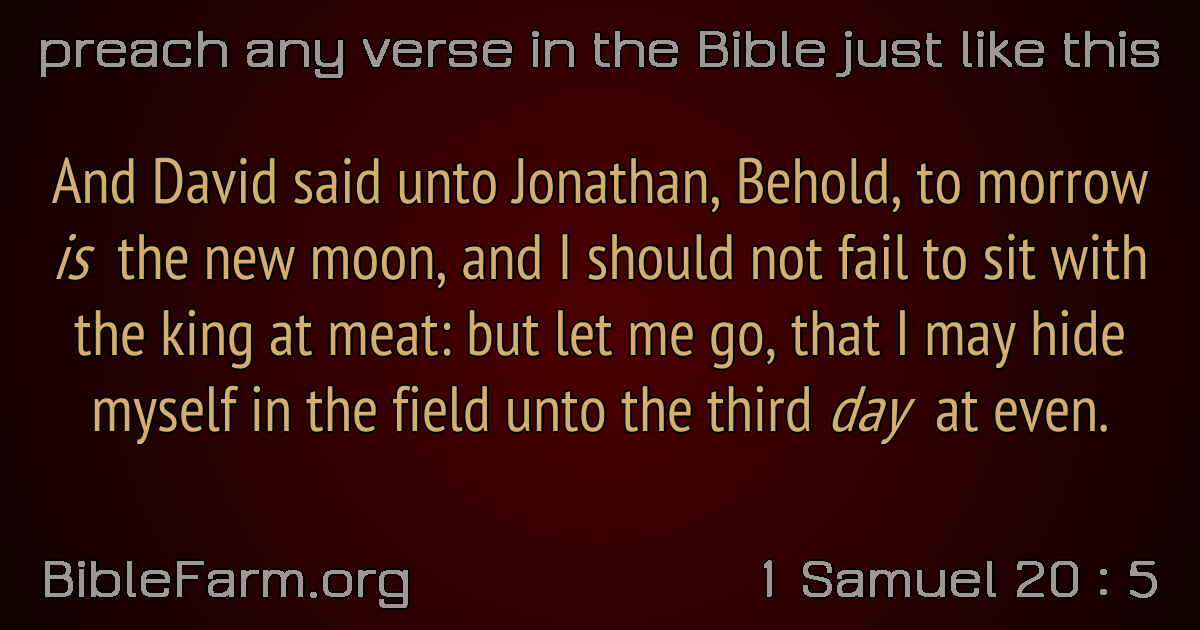 preach any verse in the Bible just like this
And David said unto Jonathan, Behold, to morrow
is the new moon, and I should not fail to sit with
the king at meat: but let me go, that I may hide
myself in the field unto the third day at even.
BibleFarm.org
1 Samuel 20 : 5